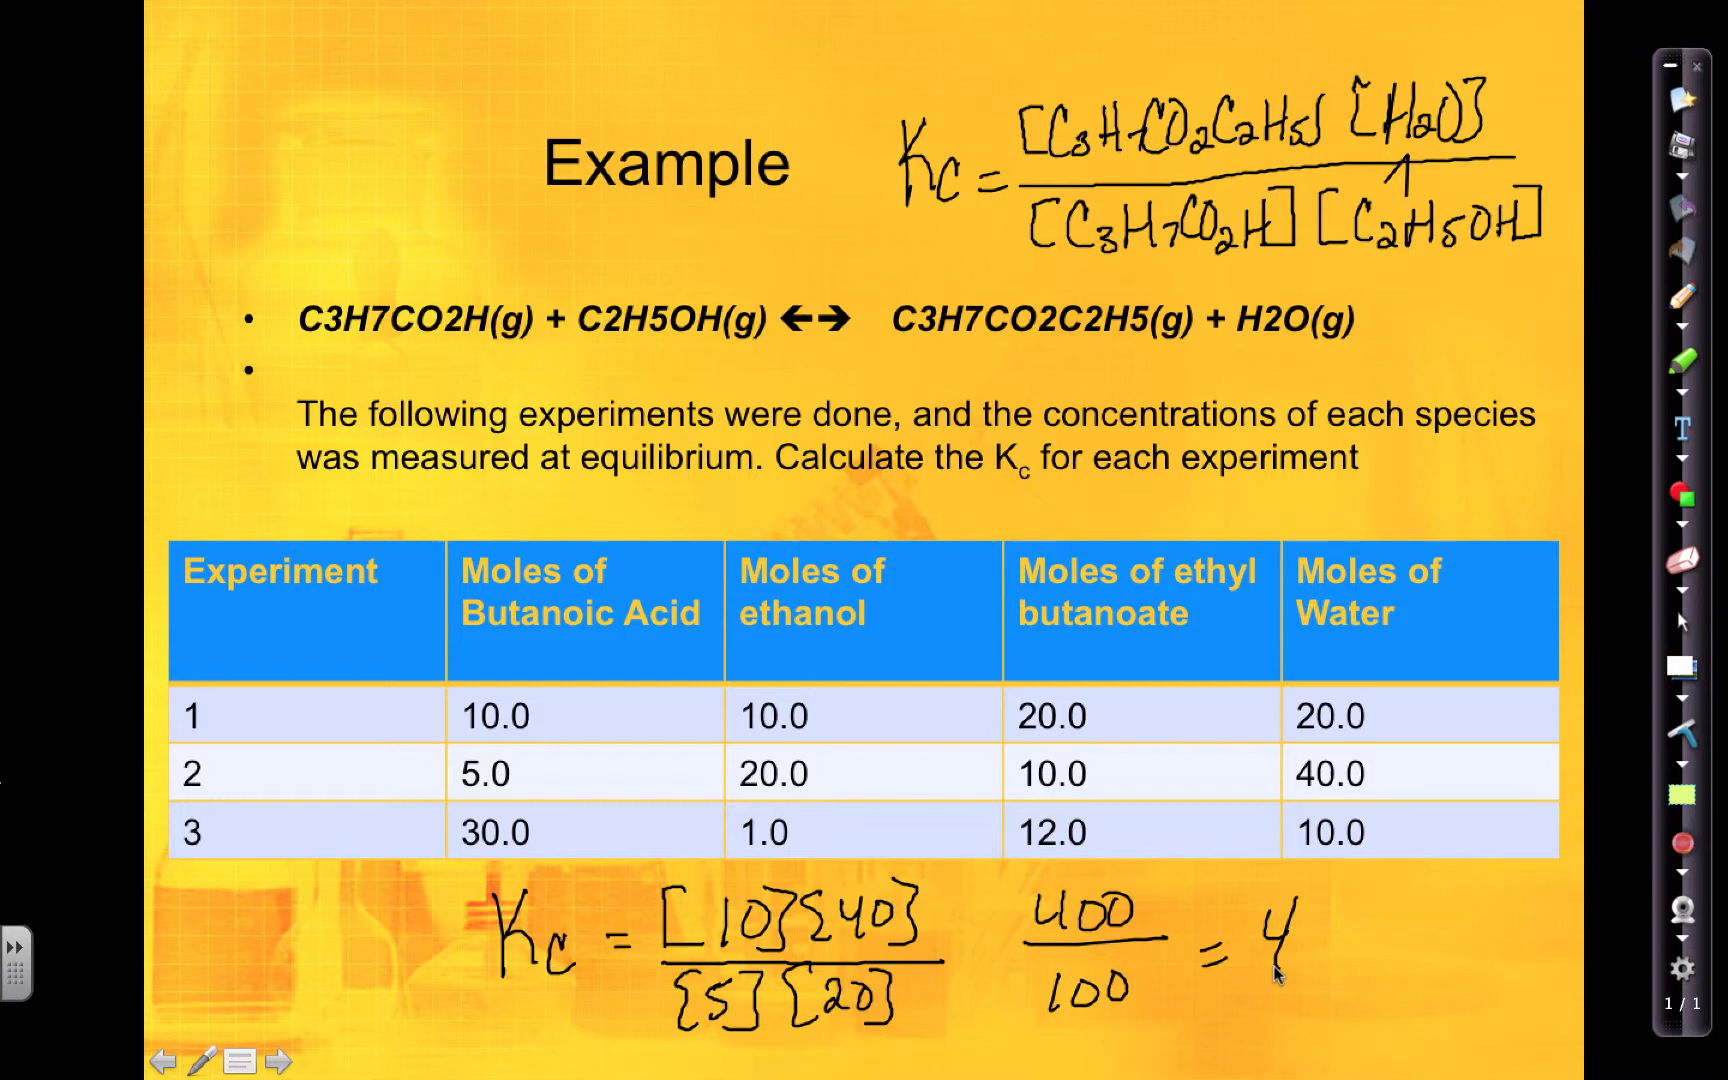 Example
Kc = [C3H7CO2C2H5] [H2O]
[C3H7CO2H] [C2H5OH]
• C3H7CO2H(g) + C2H5OH(g) ←→ C3H7CO2C2H5(g) + H2O(g)
•
The following experiments were done, and the concentrations of each species
was measured at equilibrium. Calculate the Kc for each experiment
Experiment | Moles of Butanoic Acid | Moles of ethanol | Moles of ethyl butanoate | Moles of Water
1 | 10.0 | 10.0 | 20.0 | 20.0
2 | 5.0 | 20.0 | 10.0 | 40.0
3 | 30.0 | 1.0 | 12.0 | 10.0
Kc = [10][40] 400 = 4
[5][20] 100
1 / 1